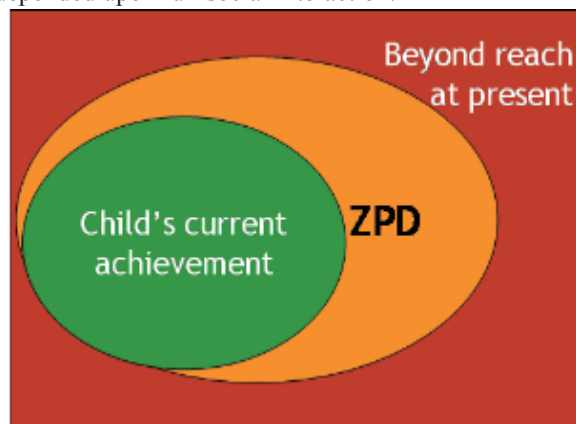 Beyond reach
at present
ZPD
Child's current
achievement